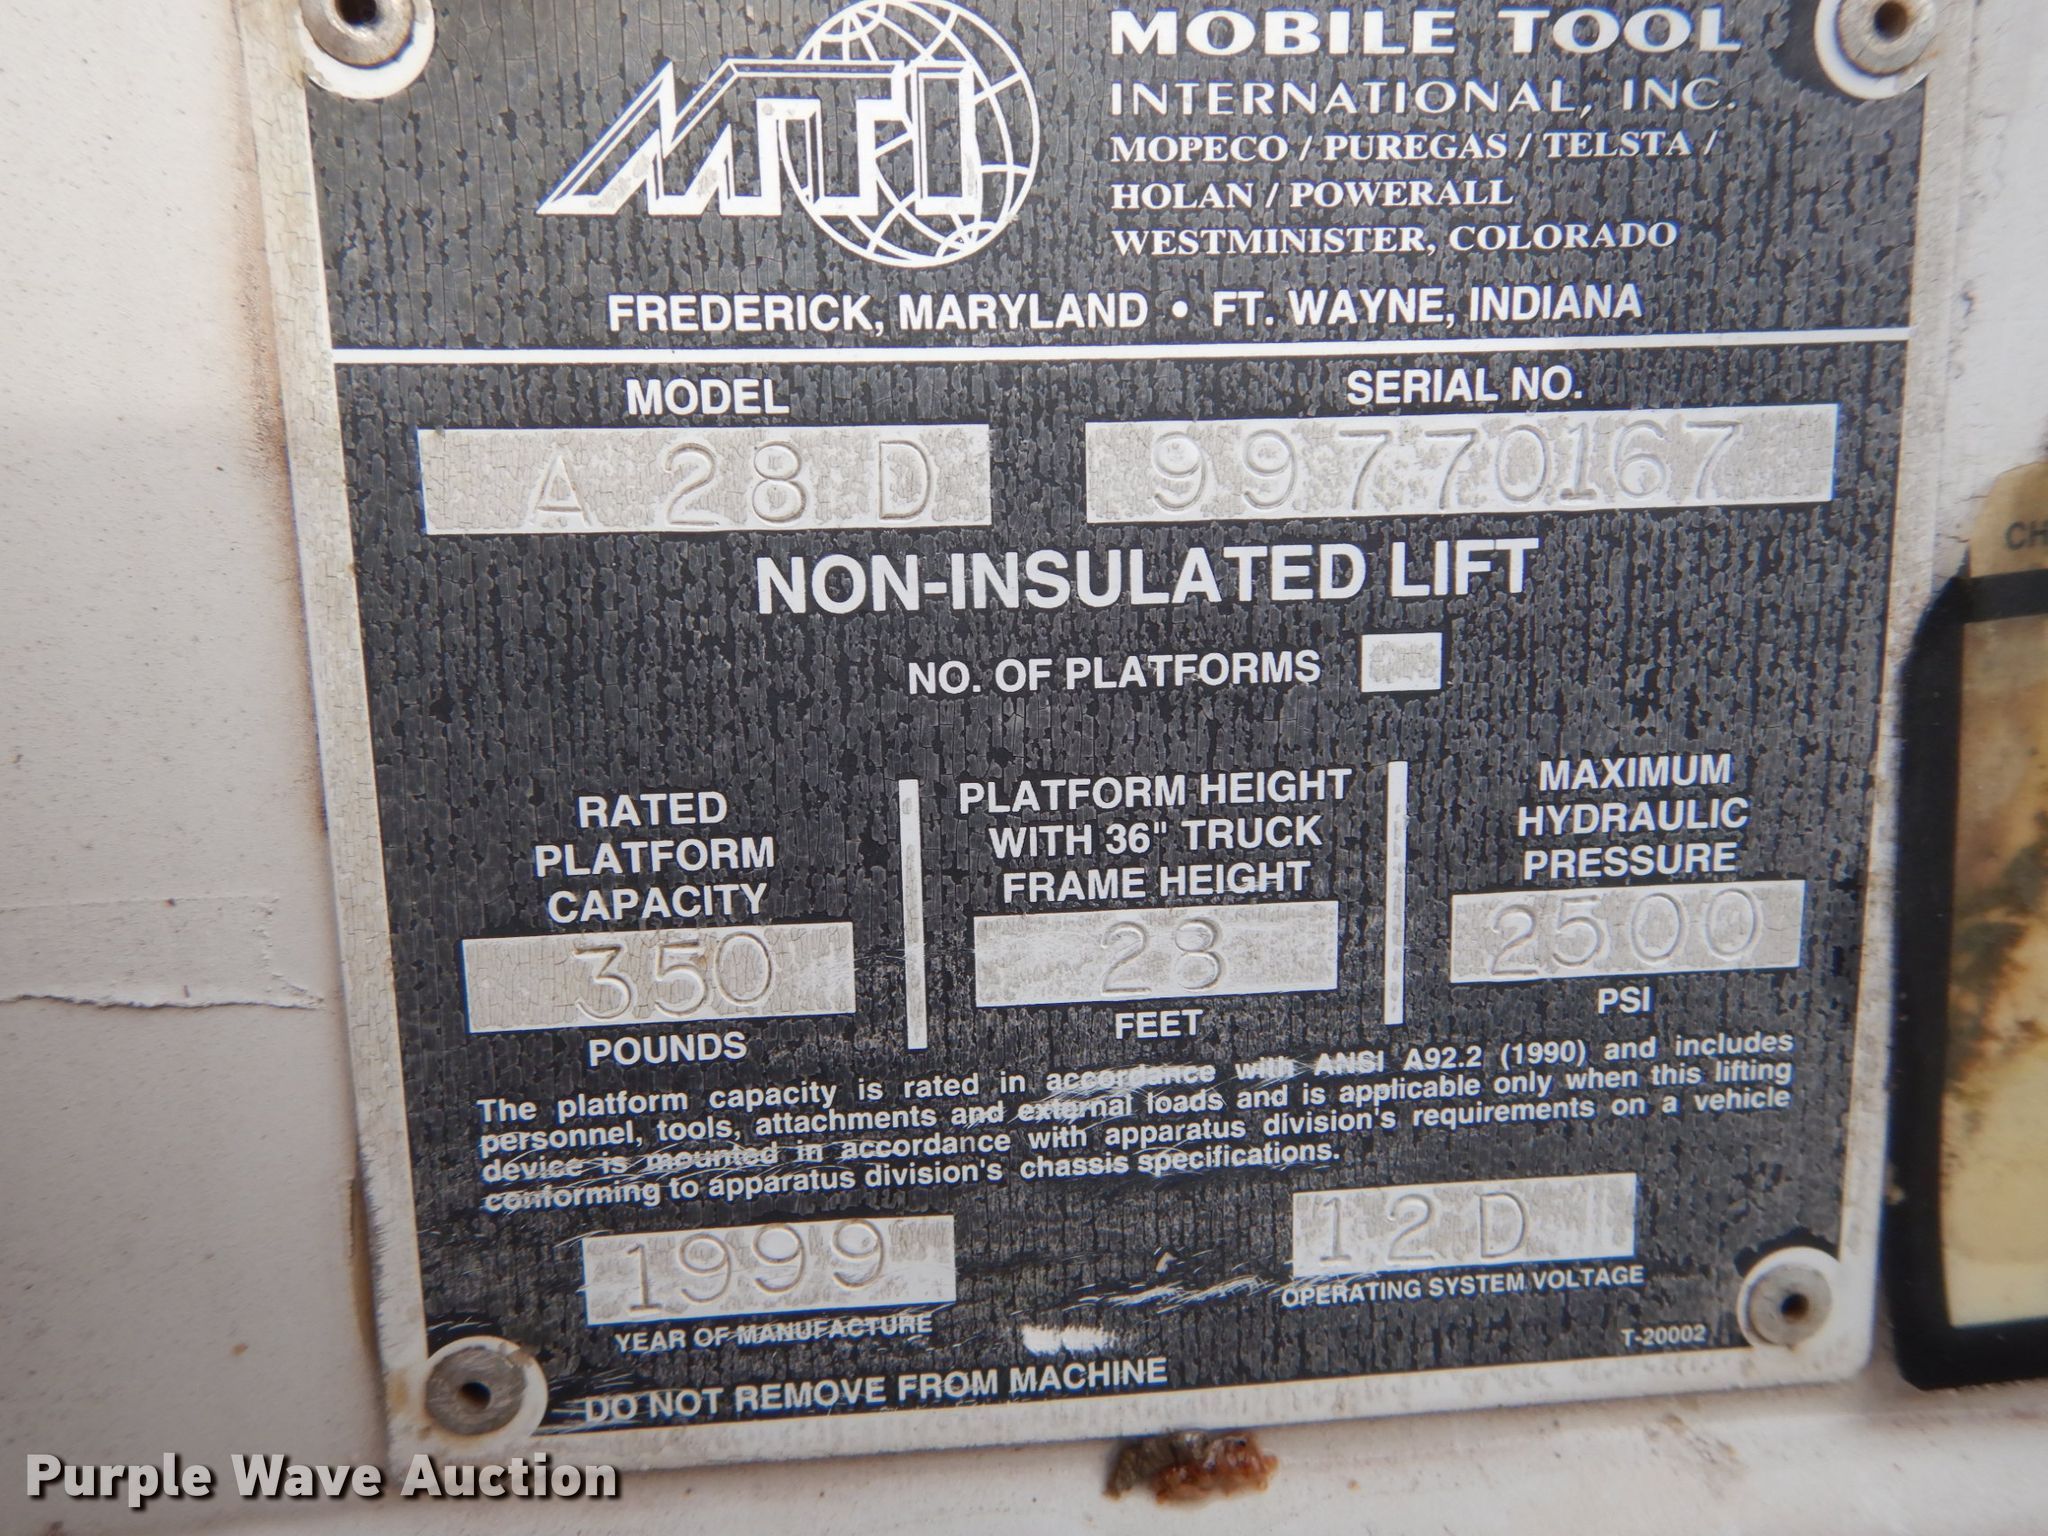 MTI
MOBILE TOOL
INTERNATIONAL, INC.
MOPECO / PUREGAS / TELSTA /
HOLAN / POWERALL
WESTMINISTER, COLORADO
FREDERICK, MARYLAND • FT. WAYNE, INDIANA
MODEL
A 28 D
SERIAL NO.
99770167
NON-INSULATED LIFT
NO. OF PLATFORMS
RATED
PLATFORM
CAPACITY
350
POUNDS
PLATFORM HEIGHT
WITH 36" TRUCK
FRAME HEIGHT
28
FEET
MAXIMUM
HYDRAULIC
PRESSURE
2500
PSI
The platform capacity is rated in accordance with ANSI A92.2 (1990) and includes
personnel, tools, attachments and external loads and is applicable only when this lifting
device is mounted in accordance with apparatus division's requirements on a vehicle
conforming to apparatus division's chassis specifications.
1999
YEAR OF MANUFACTURE
12D
OPERATING SYSTEM VOLTAGE
T-20002
DO NOT REMOVE FROM MACHINE
CH
Purple Wave Auction